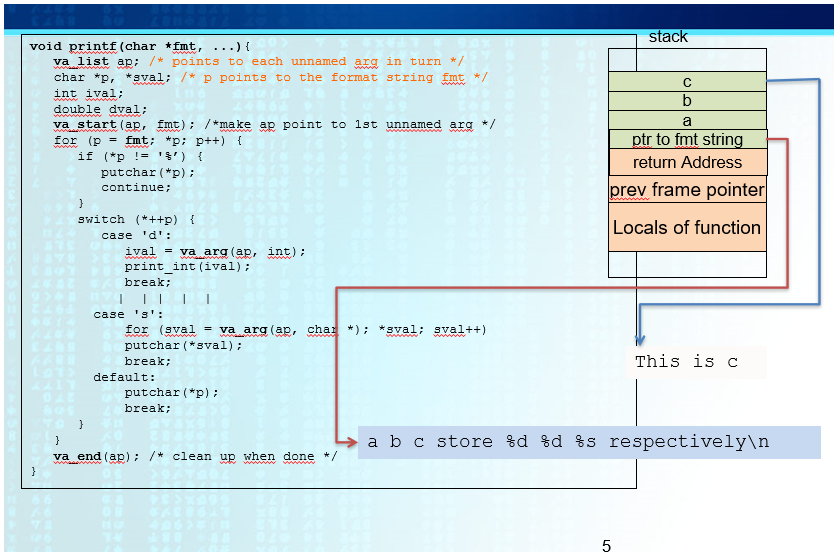 void printf(char *fmt, ...){
va_list ap; /* points to each unnamed arg in turn */
char *p, *sval; /* p points to the format string fmt */
int ival;
double dval;
va_start(ap, fmt); /*make ap point to 1st unnamed arg */
for (p = fmt; *p; p++) {
if (*p != '%’) {
putchar(*p);
continue;
}
switch (*++p) {
case 'd':
ival = va_arg(ap, int);
print_int(ival);
break;
| | | | |
case 's':
for (sval = va_arg(ap, char *); *sval; sval++)
putchar(*sval);
break;
default:
putchar(*p);
break;
}
}
va_end(ap); /* clean up when done */
}
stack
c
b
a
ptr to fmt string
return Address
prev frame pointer
Locals of function
This is c
a b c store %d %d %s respectively\n
5